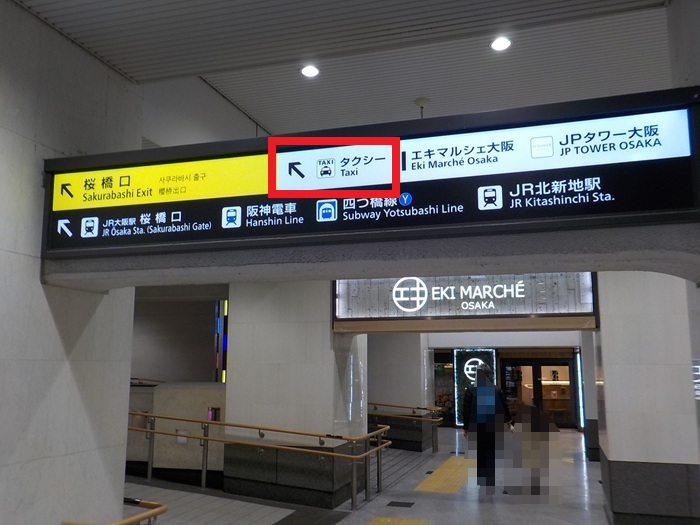 桜橋口 사쿠라바시 출구
Sakurabashi Exit 櫻橋出口
TAXI タクシー
Taxi
エキマルシェ大阪
Eki Marché Osaka
JPタワー大阪
JP TOWER OSAKA
JR大阪駅 桜橋口
JR Ōsaka Sta. (Sakurabashi Gate)
阪神電車
Hanshin Line
四つ橋線 Y
Subway Yotsubashi Line
JR北新地駅
JR Kitashinchi Sta.
EKI MARCHÉ
OSAKA